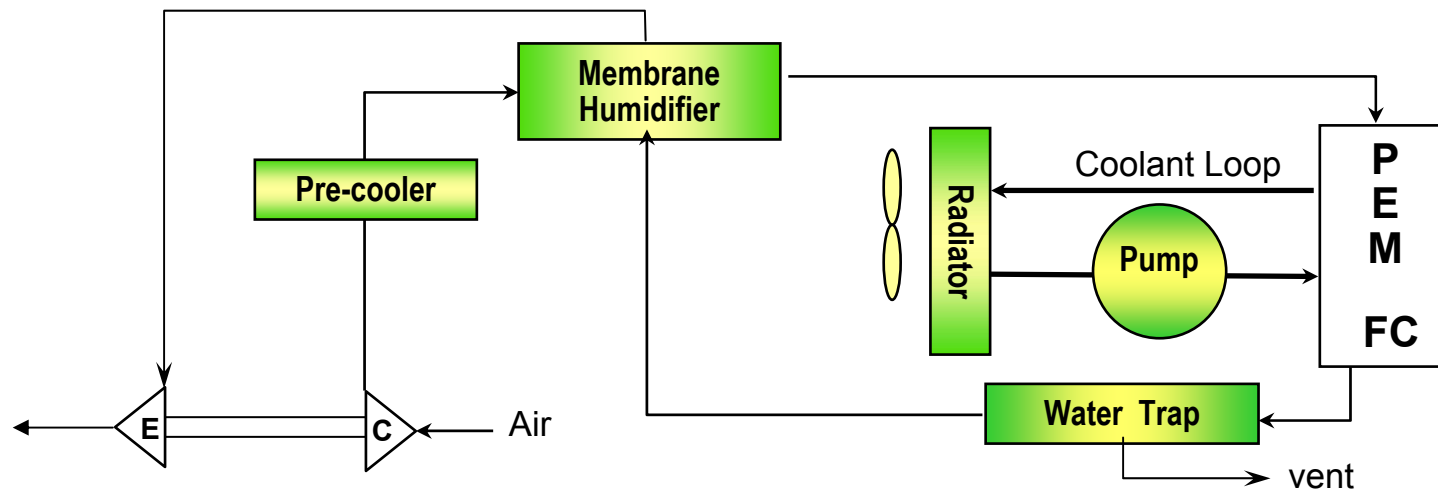 Membrane
Humidifier
Pre-cooler
Radiator
Coolant Loop
Pump
P
E
M
FC
E
C
Air
Water Trap
vent